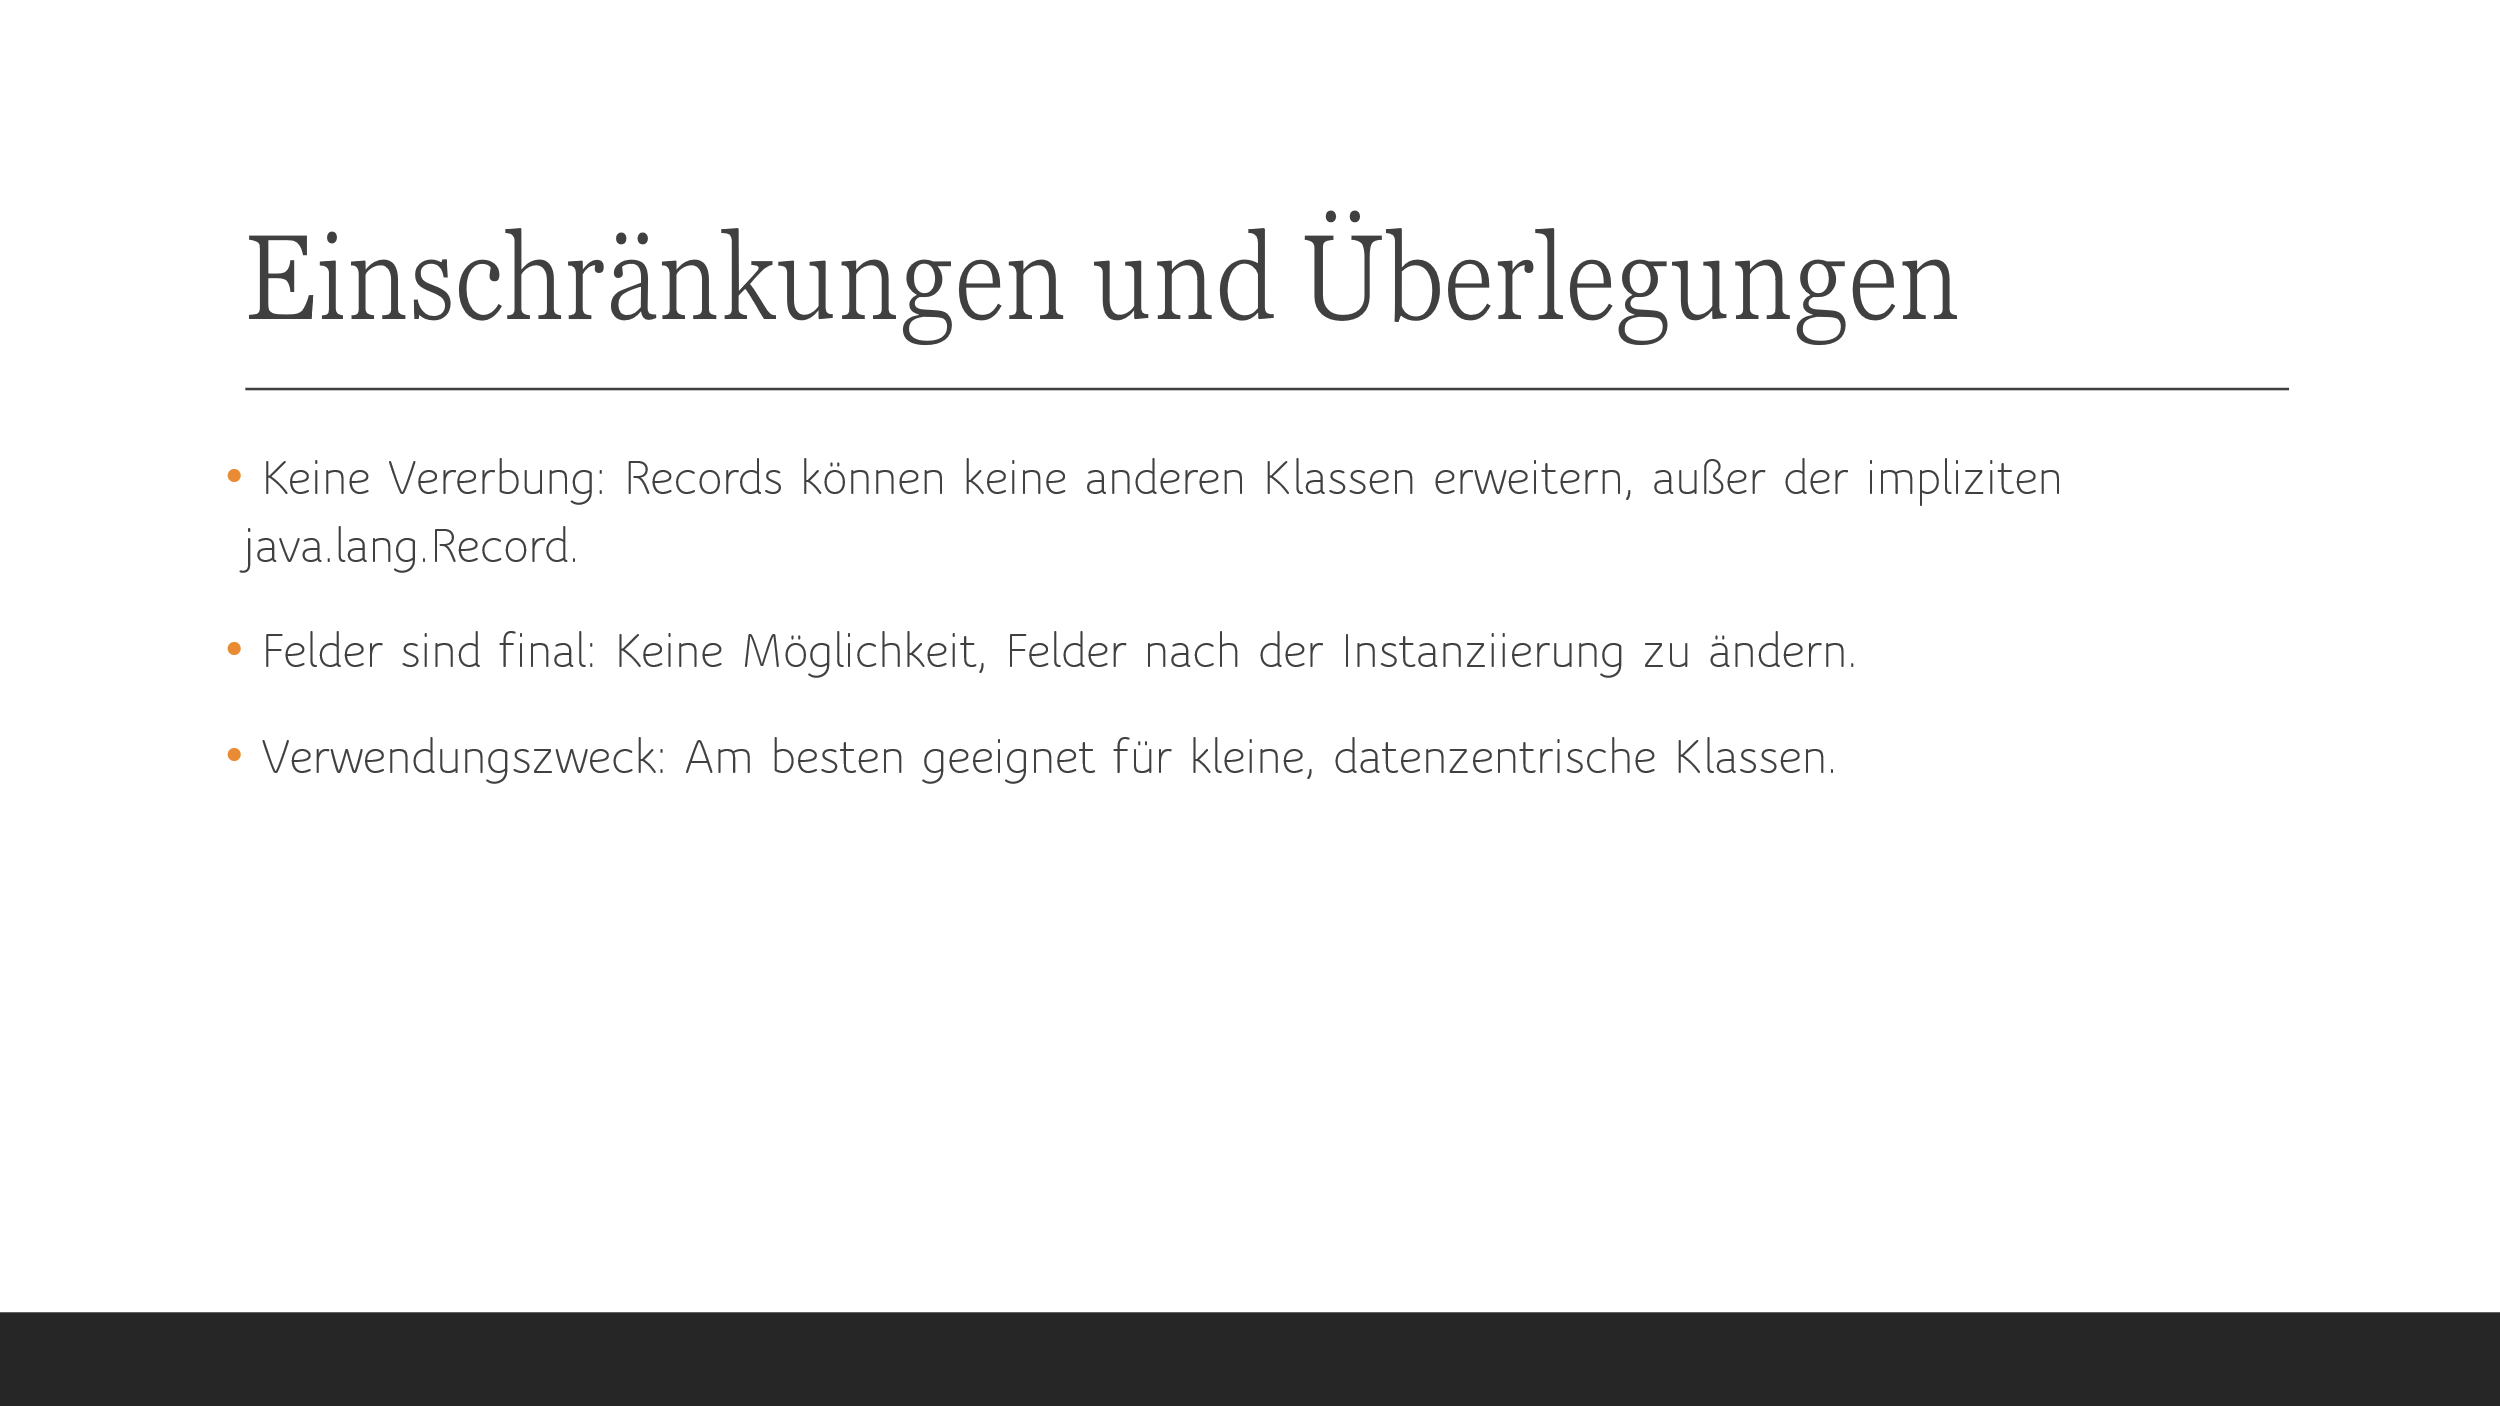 Einschränkungen und Überlegungen
• Keine Vererbung: Records können keine anderen Klassen erweitern, außer der impliziten
java.lang.Record.
• Felder sind final: Keine Möglichkeit, Felder nach der Instanziierung zu ändern.
• Verwendungszweck: Am besten geeignet für kleine, datenzentrische Klassen.